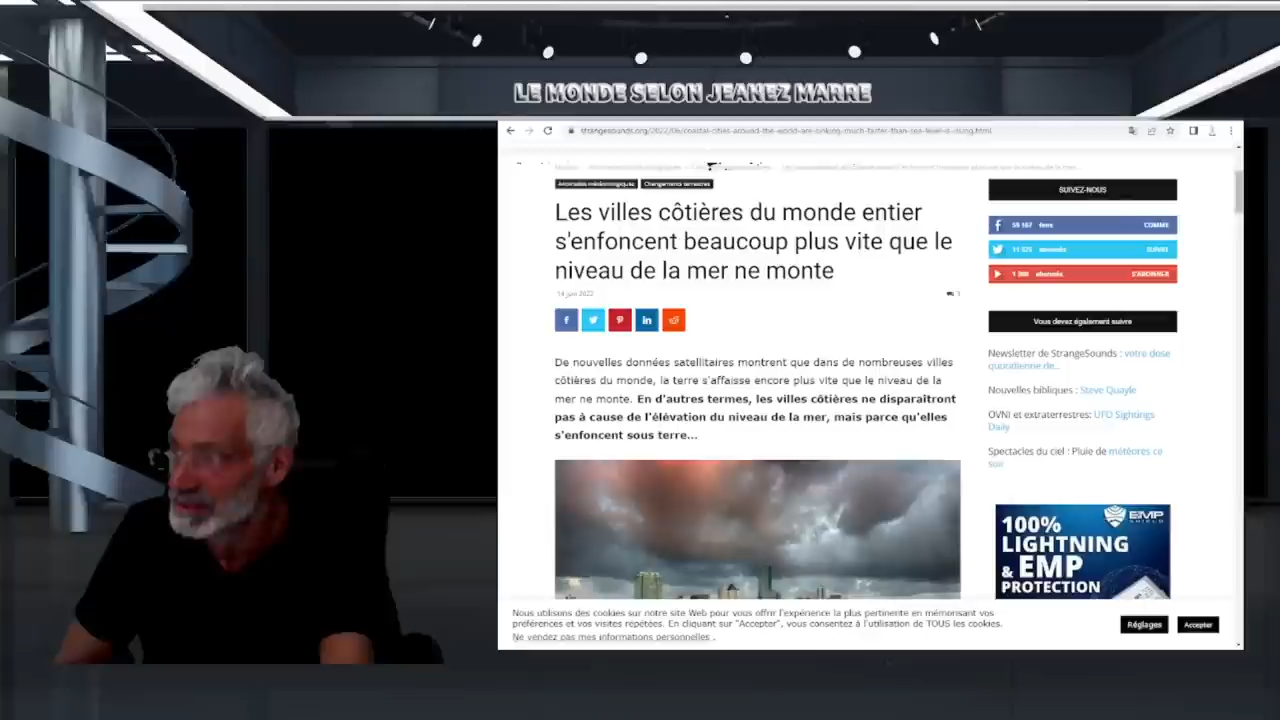 LE MONDE SELON JEANEZ MARRE
strangesounds.org/2022/06/coastal-cities-around-the-world-are-sinking-much-faster-than-sea-level-is-rising.html
Anomalies météorologiques Changements terrestres
Les villes côtières du monde entier
s'enfoncent beaucoup plus vite que le
niveau de la mer ne monte
14 juin 2022
De nouvelles données satellitaires montrent que dans de nombreuses villes
côtières du monde, la terre s'affaisse encore plus vite que le niveau de la
mer ne monte. En d'autres termes, les villes côtières ne disparaîtront
pas à cause de l'élévation du niveau de la mer, mais parce qu'elles
s'enfoncent sous terre...
SUIVEZ-NOUS
fans COMME
abonnés SUIVRE
abonnés S'ABONNER
Vous devez également suivre
Newsletter de StrangeSounds : votre dose
quotidienne de...
Nouvelles bibliques : Steve Quayle
OVNI et extraterrestres: UFO Sightings
Daily
Spectacles du ciel : Pluie de météores ce
soir
EMP
SHIELD
100%
LIGHTNING
& EMP
PROTECTION
Nous utilisons des cookies sur notre site Web pour vous offrir l'expérience la plus pertinente en mémorisant vos
préférences et vos visites répétées. En cliquant sur "Accepter", vous consentez à l'utilisation de TOUS les cookies.
Ne vendez pas mes informations personnelles .
Réglages Accepter